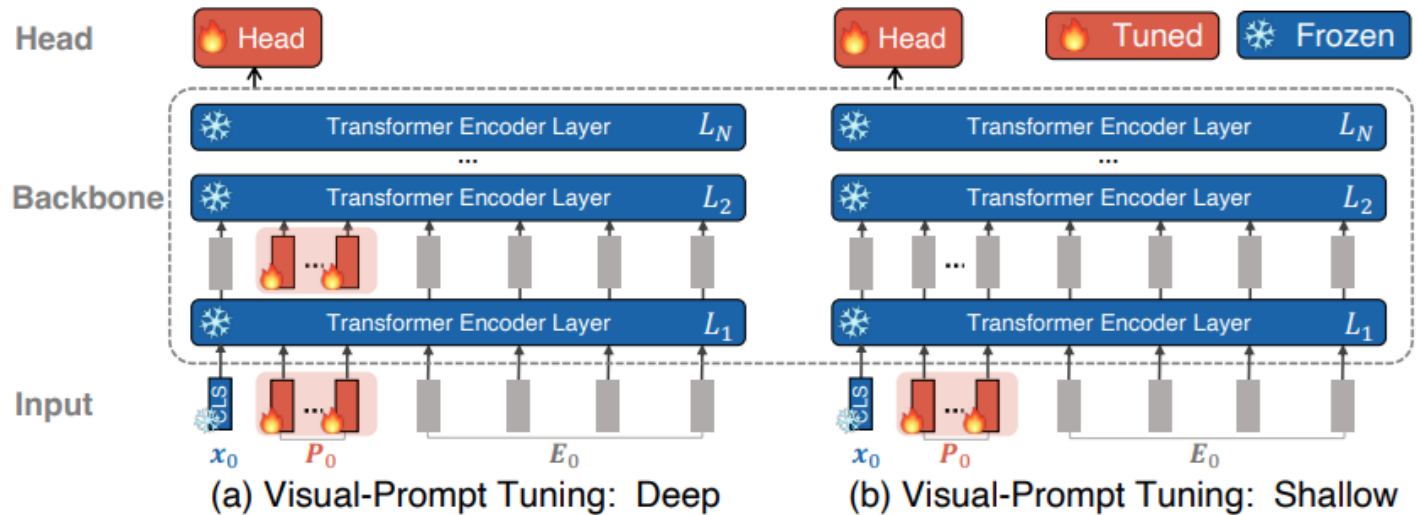 Head
Head
Head
Tuned
Frozen
Backbone
Transformer Encoder Layer L_N
...
Transformer Encoder Layer L_2
...
Transformer Encoder Layer L_1
Transformer Encoder Layer L_N
...
Transformer Encoder Layer L_2
...
Transformer Encoder Layer L_1
Input
CLS
...
x_0
P_0
E_0
CLS
...
x_0
P_0
E_0
(a) Visual-Prompt Tuning: Deep
(b) Visual-Prompt Tuning: Shallow